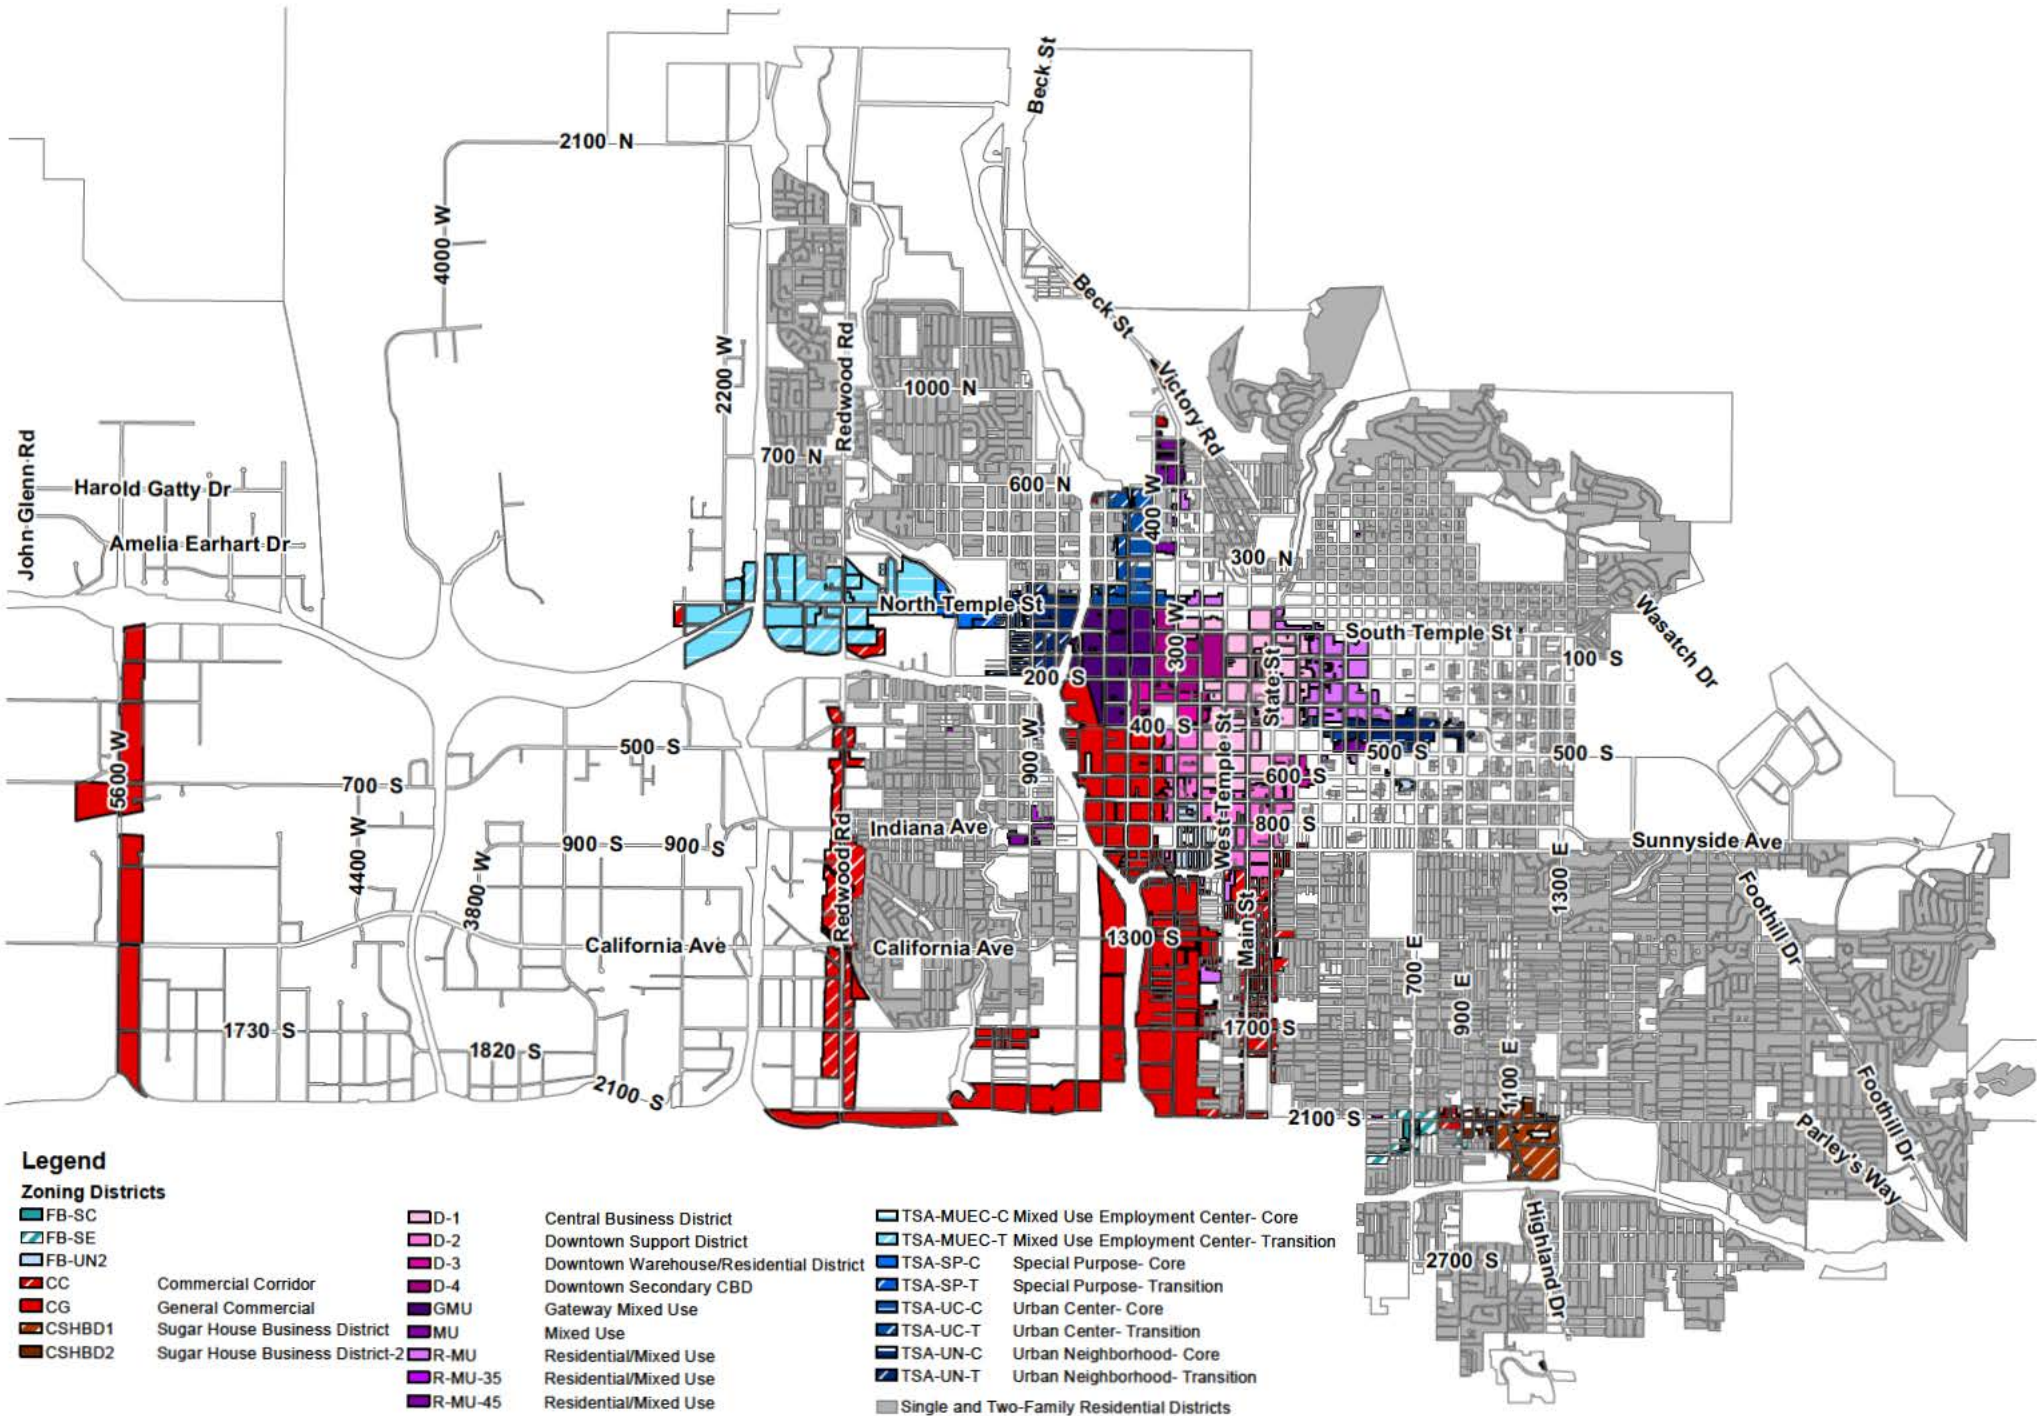 Beck St
2100 N
4000 W
Beck St
2200 W
Redwood Rd
1000 N
Victory Rd
John Glenn Rd
700 N
Harold Gatty Dr
600 N
400 W
Amelia Earhart Dr
300 N
North Temple St
300 W
South Temple St
Wasatch Dr
100 S
200 S
State St
5600 W
500 S
900 W
400 S
West Temple St
500 S
500 S
700 S
600 S
Redwood Rd
Indiana Ave
800 S
4400 W
900 S
900 S
3800 W
Sunnyside Ave
1300 E
Foothill Dr
California Ave
California Ave
1300 S
Main St
700 E
900 E
1730 S
1700 S
1820 S
1100 E
2100 S
2100 S
Foothill Dr
Parley's Way
Highland Dr
2700 S
Legend
Zoning Districts
FB-SC
FB-SE
FB-UN2
CC Commercial Corridor
CG General Commercial
CSHBD1 Sugar House Business District
CSHBD2 Sugar House Business District-2
D-1 Central Business District
D-2 Downtown Support District
D-3 Downtown Warehouse/Residential District
D-4 Downtown Secondary CBD
GMU Gateway Mixed Use
MU Mixed Use
R-MU Residential/Mixed Use
R-MU-35 Residential/Mixed Use
R-MU-45 Residential/Mixed Use
TSA-MUEC-C Mixed Use Employment Center- Core
TSA-MUEC-T Mixed Use Employment Center- Transition
TSA-SP-C Special Purpose- Core
TSA-SP-T Special Purpose- Transition
TSA-UC-C Urban Center- Core
TSA-UC-T Urban Center- Transition
TSA-UN-C Urban Neighborhood- Core
TSA-UN-T Urban Neighborhood- Transition
Single and Two-Family Residential Districts